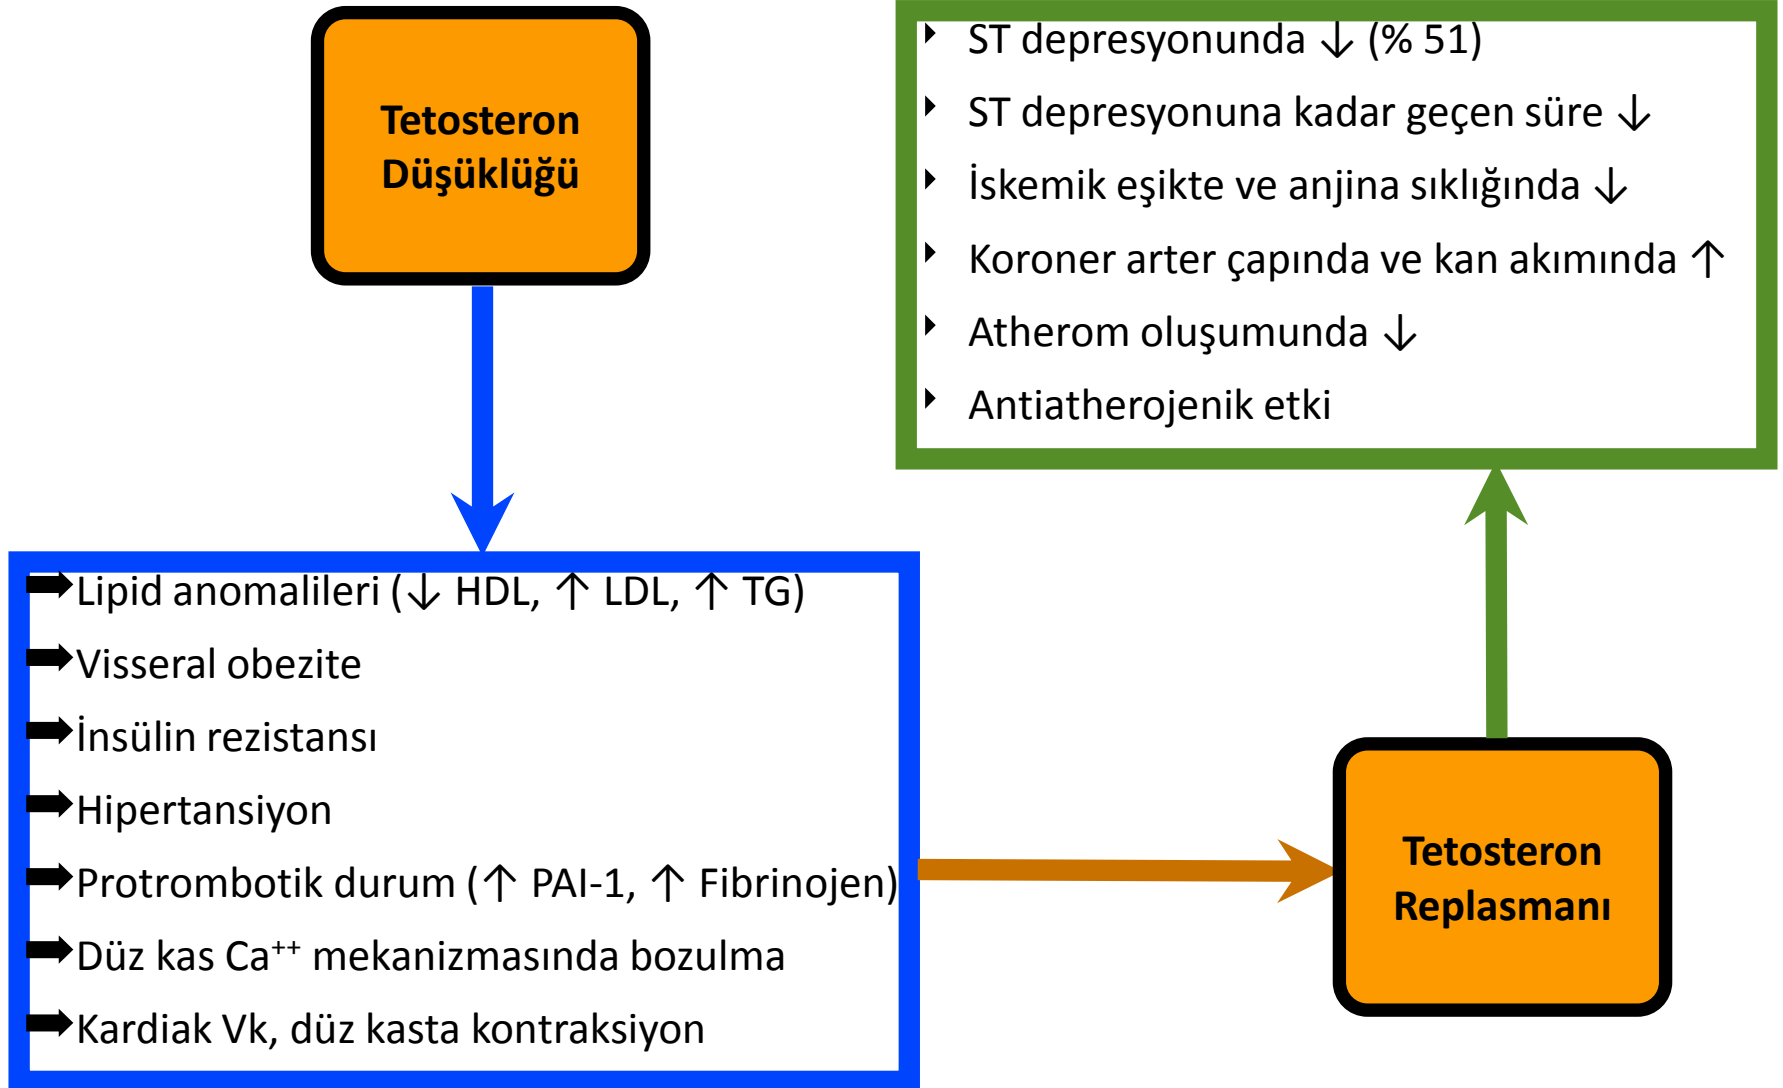 Tetosteron
Düşüklüğü
ST depresyonunda ↓ (% 51)
ST depresyonuna kadar geçen süre ↓
İskemik eşikte ve anjina sıklığında ↓
Koroner arter çapında ve kan akımında ↑
Atherom oluşumunda ↓
Antiatherojenik etki
Lipid anomalileri (↓ HDL, ↑ LDL, ↑ TG)
Visseral obezite
İnsülin rezistansı
Hipertansiyon
Protrombotik durum (↑ PAI-1, ↑ Fibrinojen)
Düz kas Ca⁺⁺ mekanizmasında bozulma
Kardiak Vk, düz kasta kontraksiyon
Tetosteron
Replasmanı